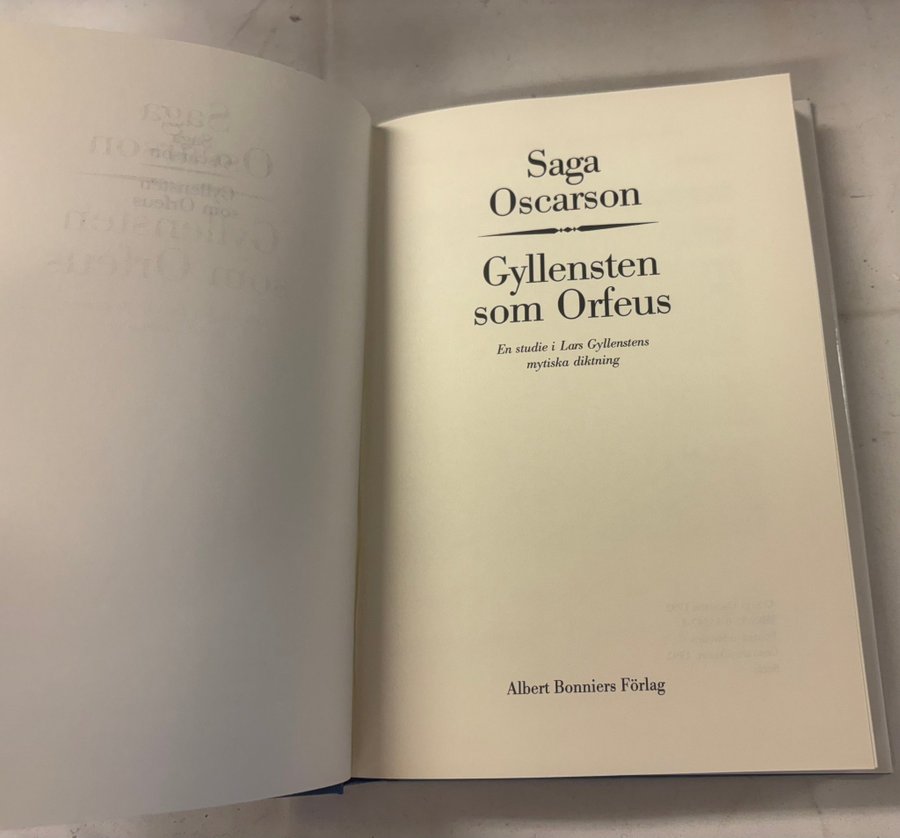 Saga
Oscarson
Gyllensten
som Orfeus
En studie i Lars Gyllenstens
mytiska diktning
Albert Bonniers Förlag